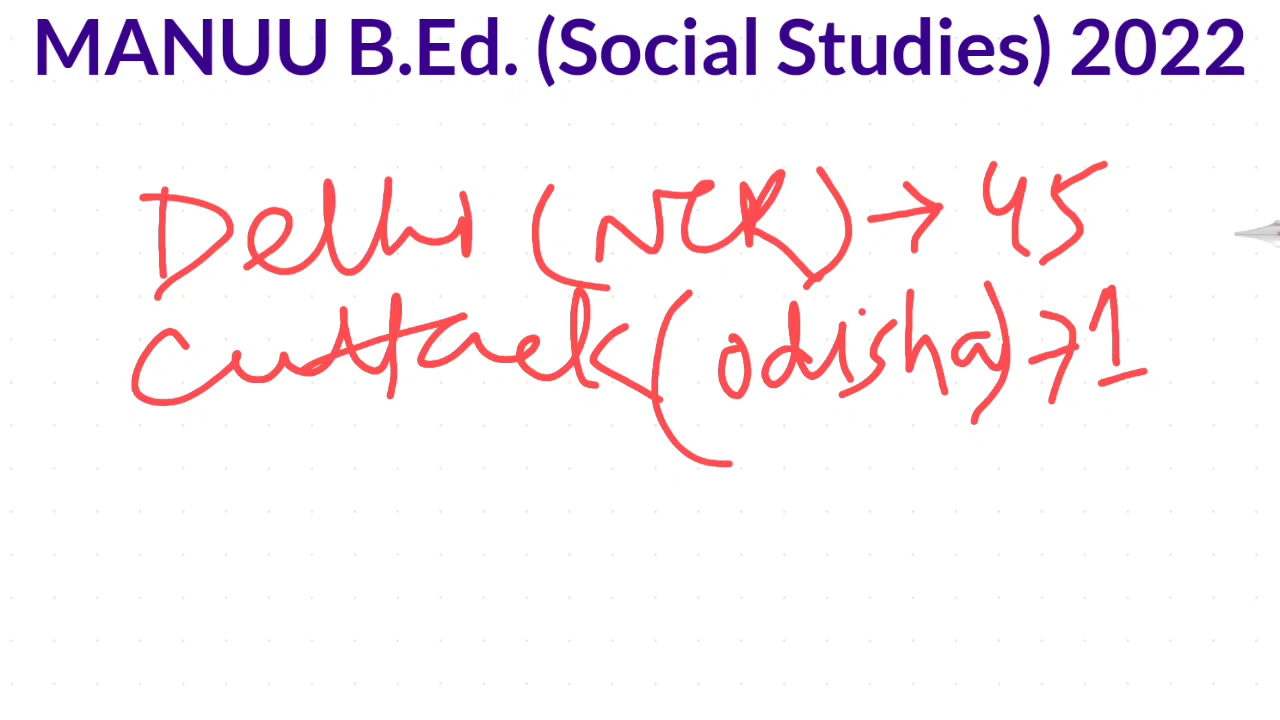 MANUU B.Ed. (Social Studies) 2022
Delhi (NCR) → 45
Cuttack (odisha) → 1